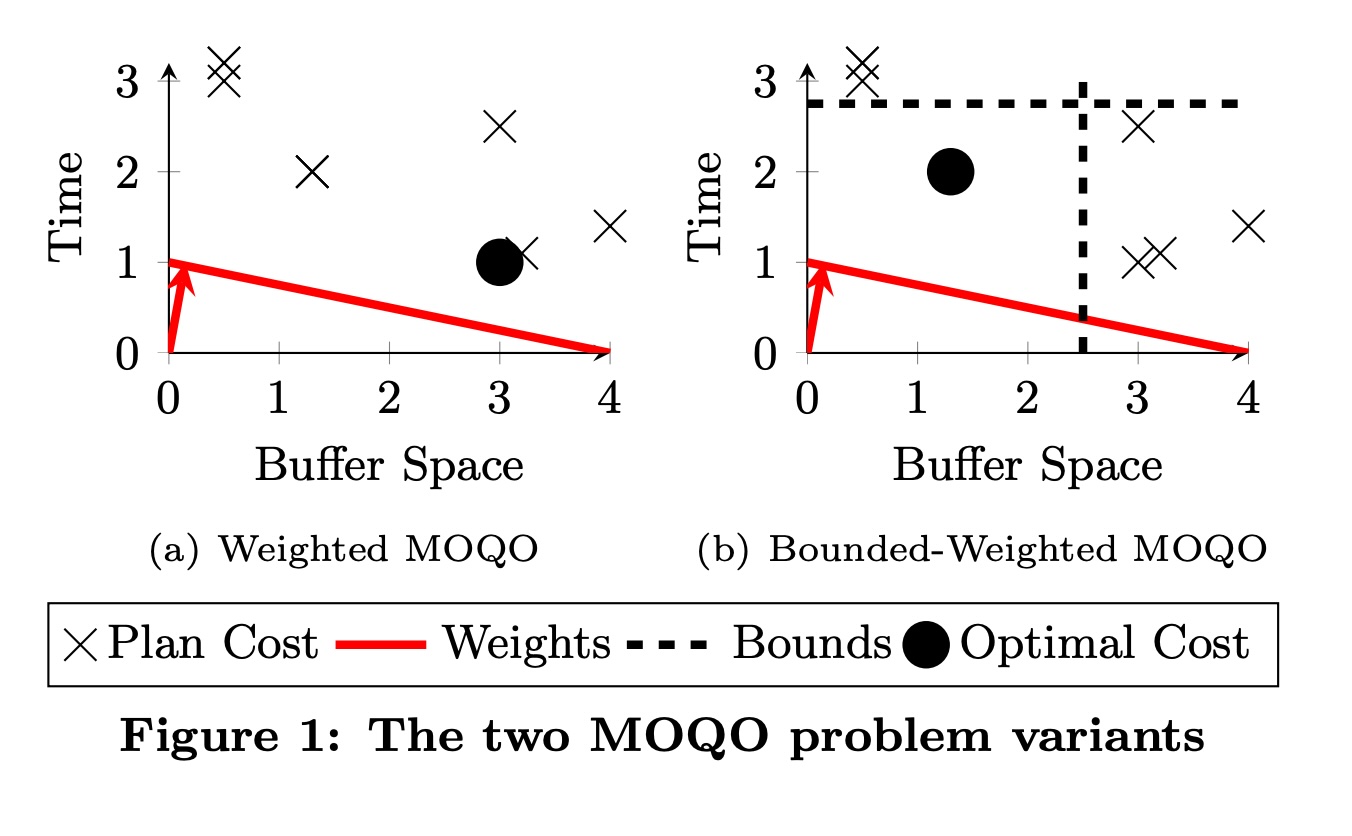 3
2
1
0
Time
0 1 2 3 4
Buffer Space
(a) Weighted MOQO
3
2
1
0
Time
0 1 2 3 4
Buffer Space
(b) Bounded-Weighted MOQO
Plan Cost Weights Bounds Optimal Cost
Figure 1: The two MOQO problem variants